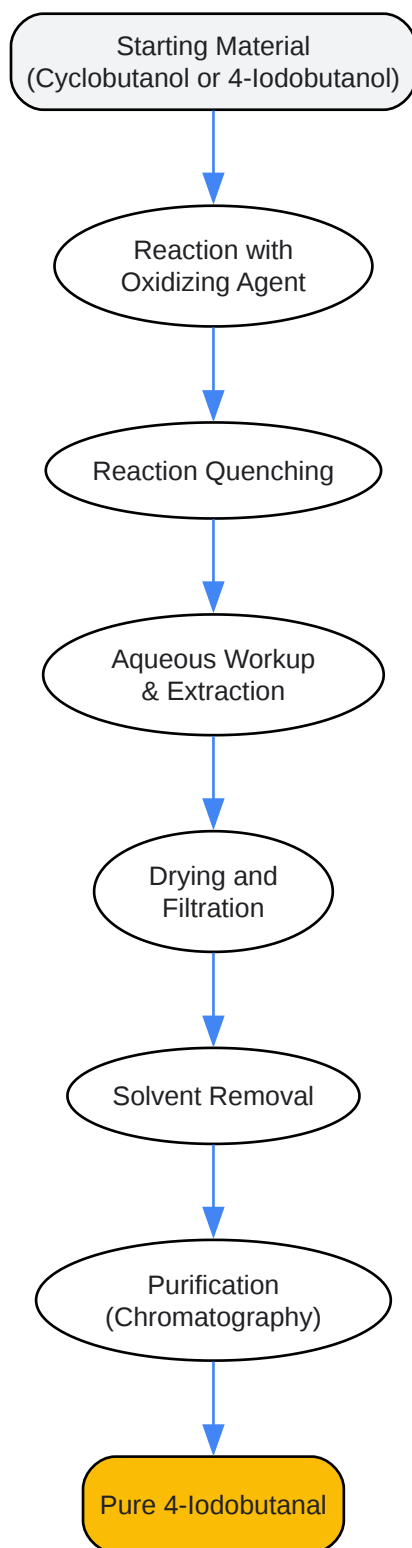 Starting Material
(Cyclobutanol or 4-Iodobutanol)
Reaction with
Oxidizing Agent
Reaction Quenching
Aqueous Workup
& Extraction
Drying and
Filtration
Solvent Removal
Purification
(Chromatography)
Pure 4-Iodobutanal